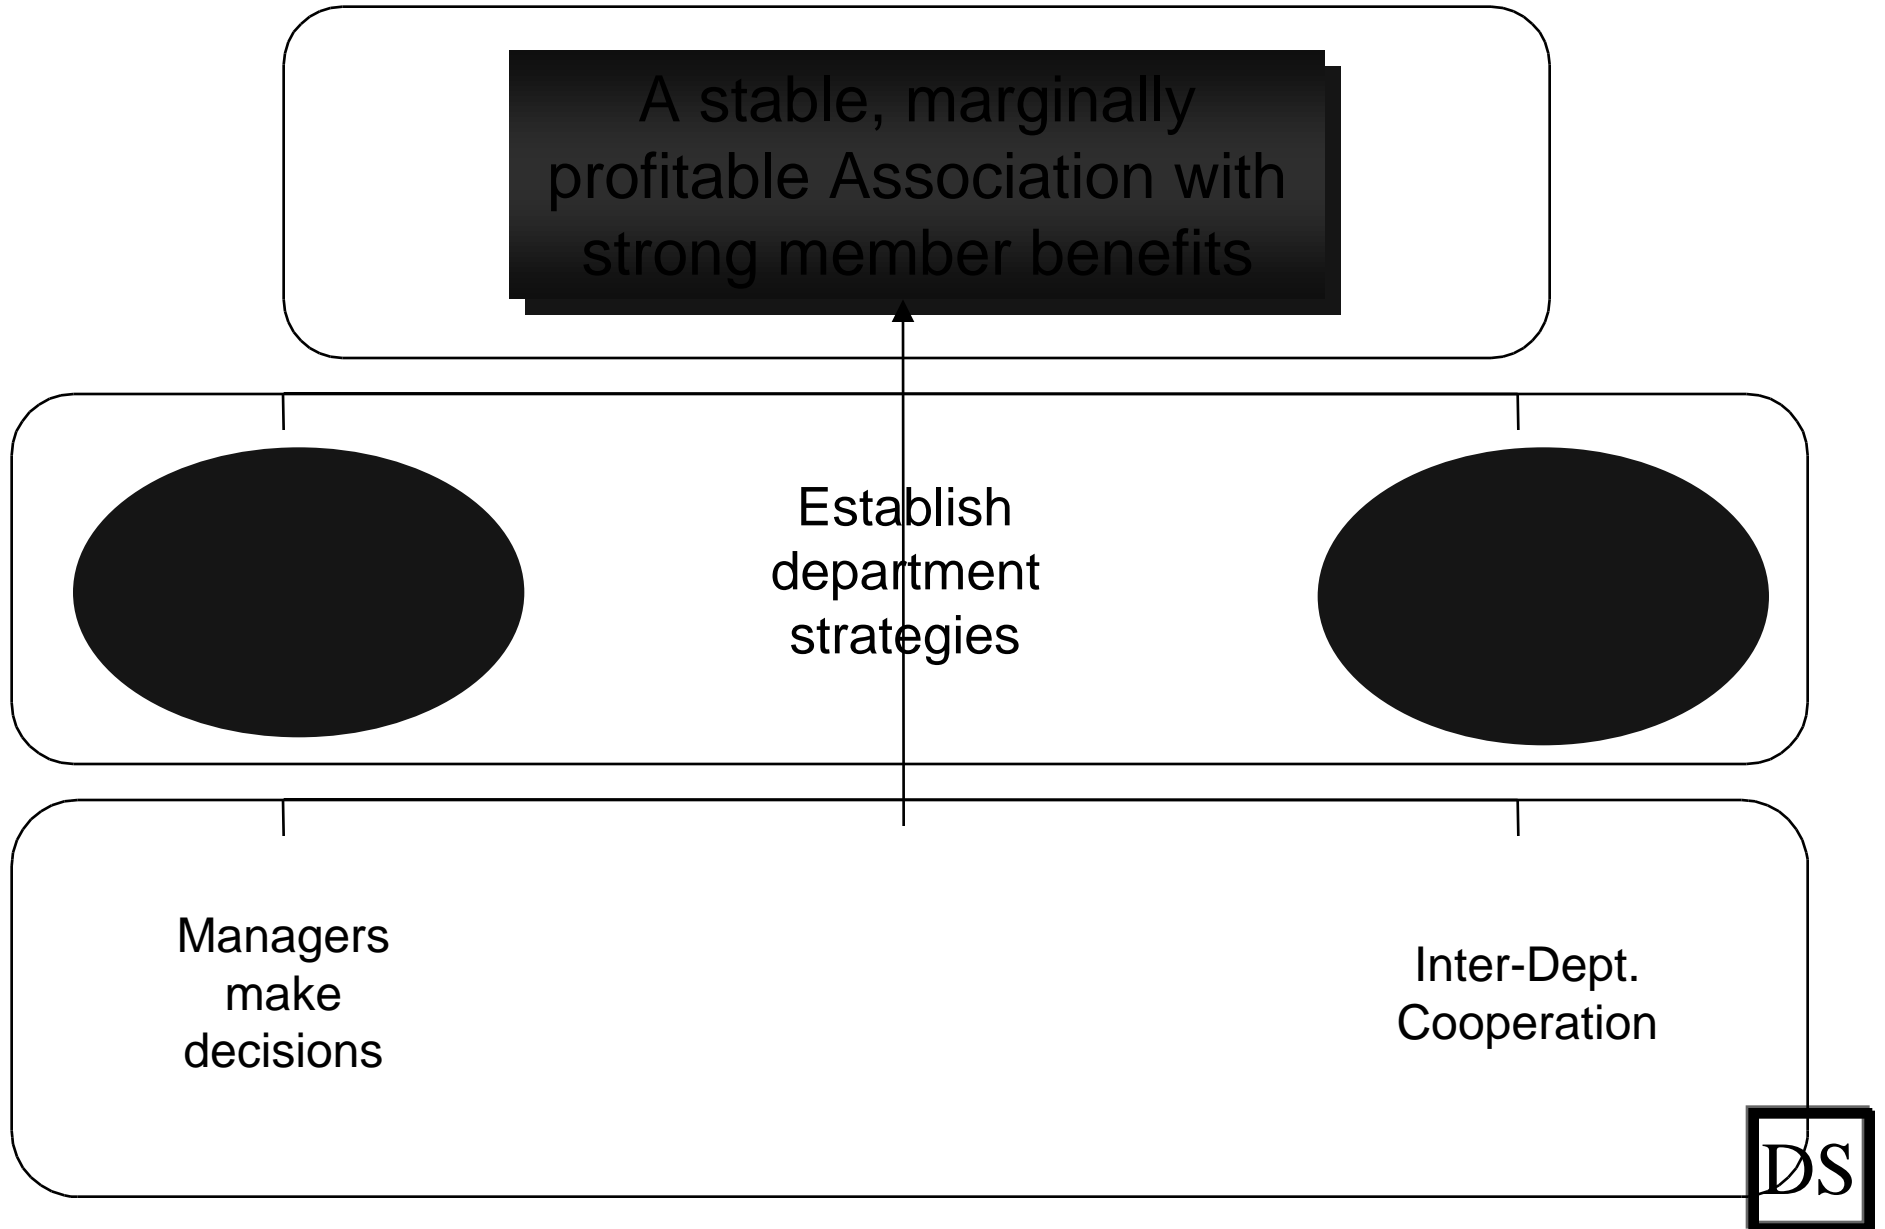 A stable, marginally
profitable Association with
strong member benefits
Establish
department
strategies
Managers
make
decisions
Inter-Dept.
Cooperation
DS